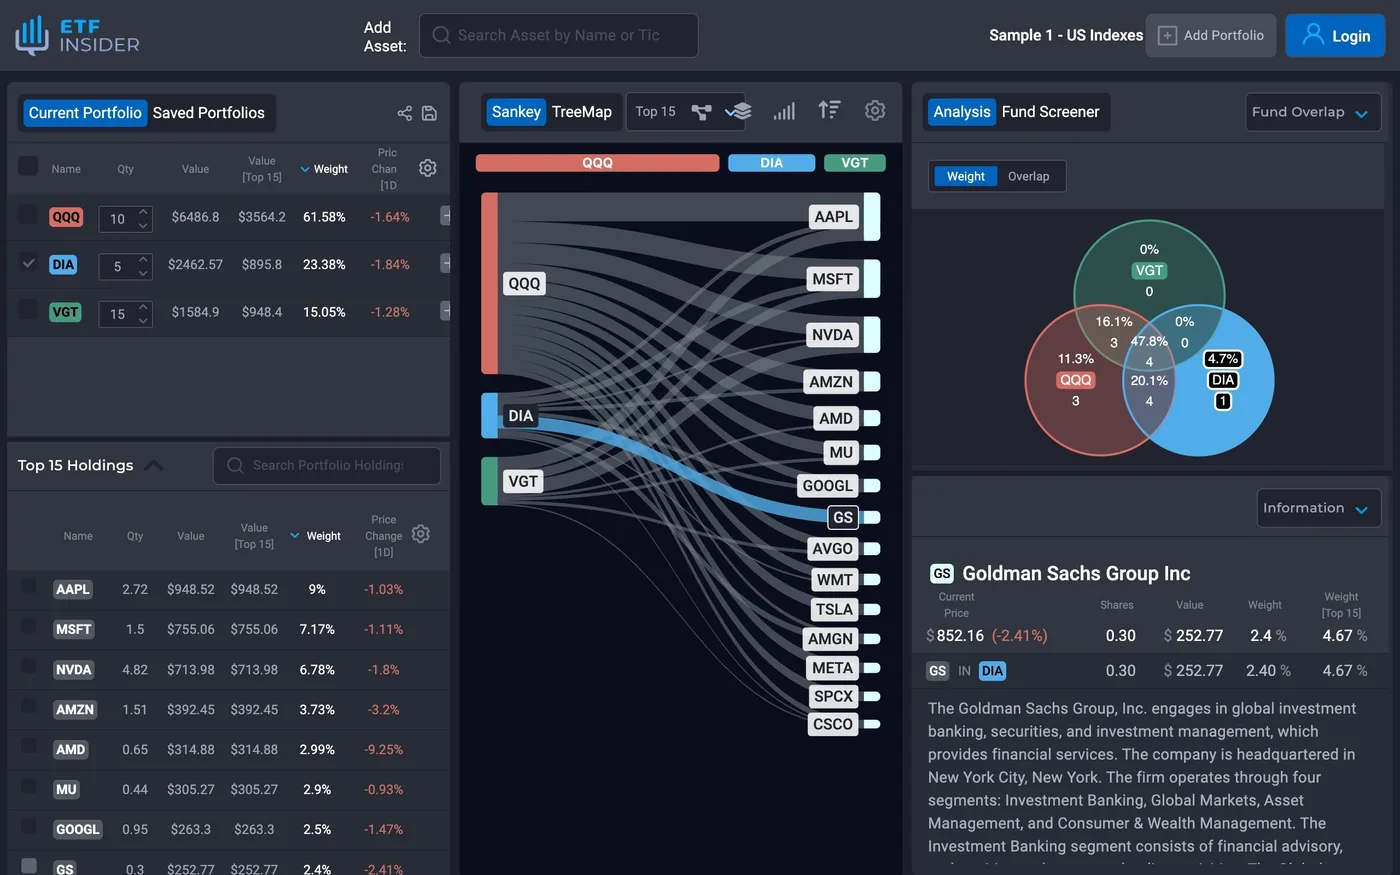 ETF
INSIDER
Add
Asset:
Search Asset by Name or Tic
Sample 1 - US Indexes
Add Portfolio
Login
Current Portfolio
Saved Portfolios
Name
Qty
Value
Value
[Top 15]
Weight
Pric
Chan
[1D
QQQ
10
$6486.8
$3564.2
61.58%
-1.64%
DIA
5
$2462.57
$895.8
23.38%
-1.84%
VGT
15
$1584.9
$948.4
15.05%
-1.28%
Top 15 Holdings
Search Portfolio Holding
Name
Qty
Value
Value
[Top 15]
Weight
Price
Change
[1D]
AAPL
2.72
$948.52
$948.52
9%
-1.03%
MSFT
1.5
$755.06
$755.06
7.17%
-1.11%
NVDA
4.82
$713.98
$713.98
6.78%
-1.8%
AMZN
1.51
$392.45
$392.45
3.73%
-3.2%
AMD
0.65
$314.88
$314.88
2.99%
-9.25%
MU
0.44
$305.27
$305.27
2.9%
-0.93%
GOOGL
0.95
$263.3
$263.3
2.5%
-1.47%
GS
0.3
$252.77
$252.77
2.4%
-2.41%
Sankey
TreeMap
Top 15
QQQ
DIA
VGT
QQQ
DIA
VGT
AAPL
MSFT
NVDA
AMZN
AMD
MU
GOOGL
GS
AVGO
WMT
TSLA
AMGN
META
SPCX
CSCO
Analysis
Fund Screener
Fund Overlap
Weight
Overlap
0%
VGT
0
16.1%
3
0%
0
47.8%
4
11.3%
QQQ
3
20.1%
4
4.7%
DIA
1
Information
GS Goldman Sachs Group Inc
Current
Price
Shares
Value
Weight
Weight
[Top 15]
$852.16 (-2.41%)
0.30
$ 252.77
2.4 %
4.67 %
GS IN DIA
0.30
$ 252.77
2.40 %
4.67 %
The Goldman Sachs Group, Inc. engages in global investment
banking, securities, and investment management, which
provides financial services. The company is headquartered in
New York City, New York. The firm operates through four
segments: Investment Banking, Global Markets, Asset
Management, and Consumer & Wealth Management. The
Investment Banking segment consists of financial advisory,